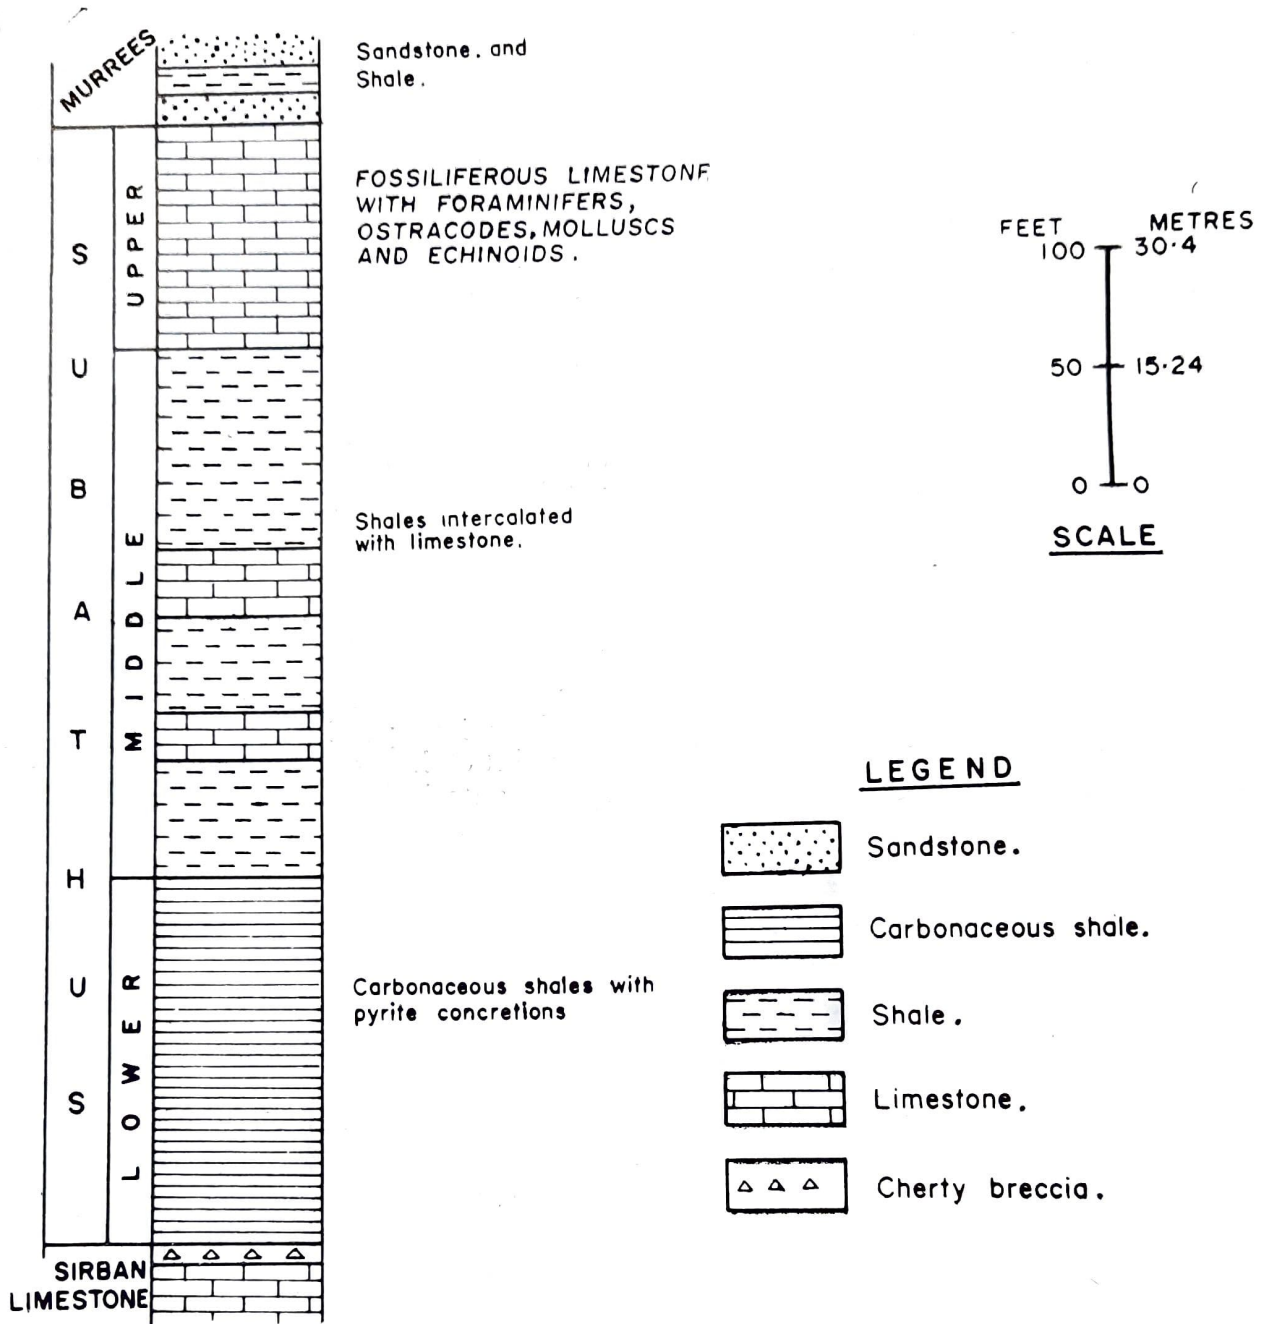 MURREES
Sandstone. and
Shale.
SUBATHUS
UPPER
FOSSILIFEROUS LIMESTONE
WITH FORAMINIFERS,
OSTRACODES, MOLLUSCS
AND ECHINOIDS.
MIDDLE
Shales intercalated
with limestone.
LOWER
Carbonaceous shales with
pyrite concretions
SIRBAN
LIMESTONE
FEET METRES
100 30.4
50 15.24
0 0
SCALE
LEGEND
Sandstone.
Carbonaceous shale.
Shale.
Limestone.
Cherty breccia.